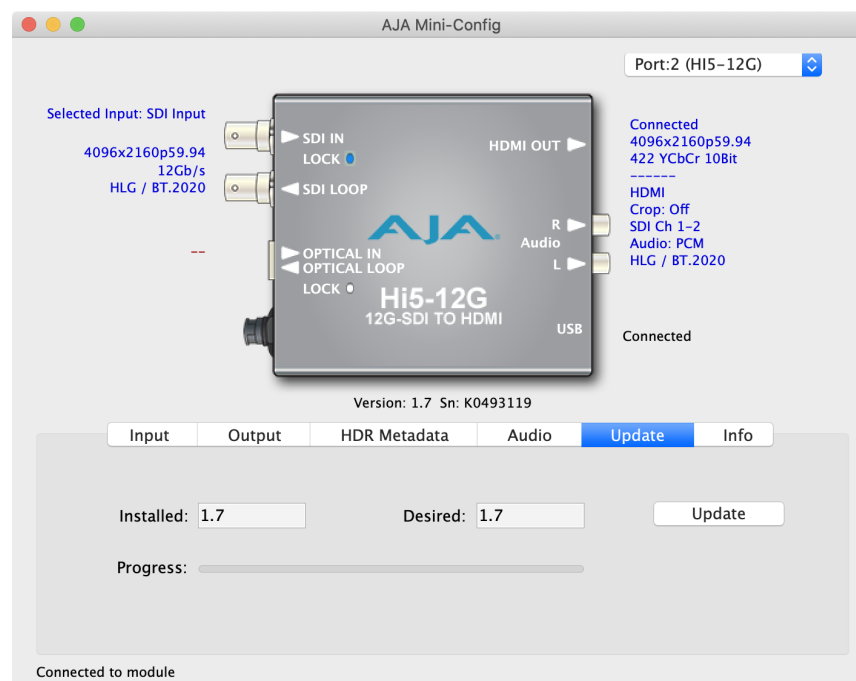 AJA Mini-Config
Port:2 (HI5-12G)
Selected Input: SDI Input
4096x2160p59.94
12Gb/s
HLG / BT.2020
--
SDI IN
LOCK
SDI LOOP
OPTICAL IN
OPTICAL LOOP
LOCK
HDMI OUT
AJA
R
Audio
L
Hi5-12G
12G-SDI TO HDMI
USB
Connected
4096x2160p59.94
422 YCbCr 10Bit
------
HDMI
Crop: Off
SDI Ch 1-2
Audio: PCM
HLG / BT.2020
Connected
Version: 1.7 Sn: K0493119
Input Output HDR Metadata Audio Update Info
Installed: 1.7 Desired: 1.7 Update
Progress:
Connected to module